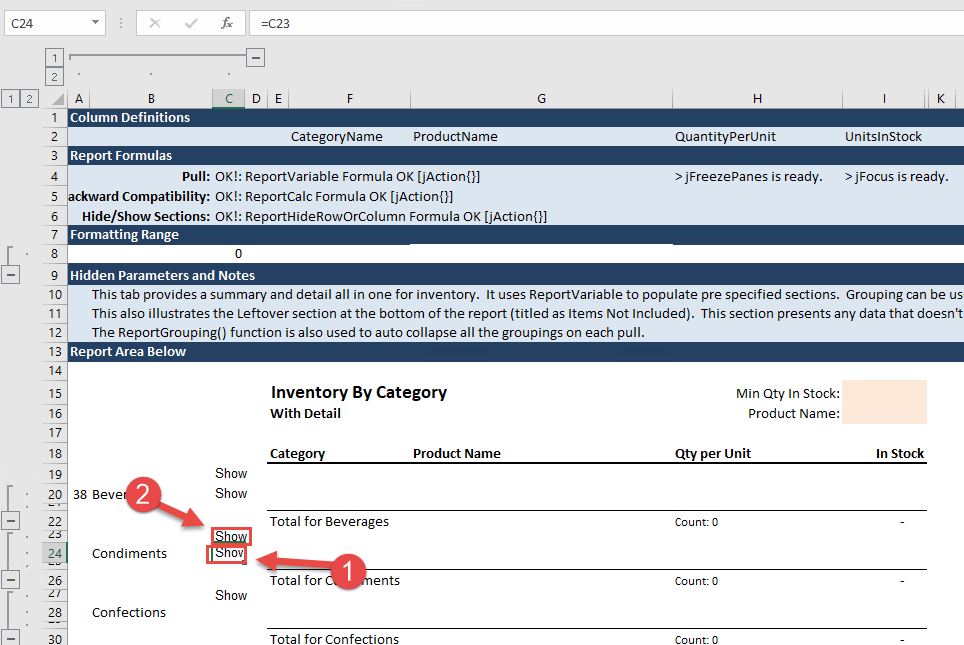 C24 =C23
1
2
1 2 A B C D E F G H I K
1 Column Definitions
2 CategoryName ProductName QuantityPerUnit UnitsInStock
3 Report Formulas
4 Pull: OK!: ReportVariable Formula OK [jAction{}] > jFreezePanes is ready. > jFocus is ready.
5 ackward Compatibility: OK!: ReportCalc Formula OK [jAction{}]
6 Hide/Show Sections: OK!: ReportHideRowOrColumn Formula OK [jAction{}]
7 Formatting Range
8 0
9 Hidden Parameters and Notes
10 This tab provides a summary and detail all in one for inventory. It uses ReportVariable to populate pre specified sections. Grouping can be us
11 This also illustrates the Leftover section at the bottom of the report (titled as Items Not Included). This section presents any data that doesn't
12 The ReportGrouping() function is also used to auto collapse all the groupings on each pull.
13 Report Area Below
14
15 Inventory By Category Min Qty In Stock:
16 With Detail Product Name:
17
18 Category Product Name Qty per Unit In Stock
19 Show
20 38 Bever 2 Show
22 Total for Beverages Count: 0 -
23 Show
24 Condiments Show 1
26 Total for C ments Count: 0 -
27 Show
28 Confections
30 Total for Confections Count: 0 -